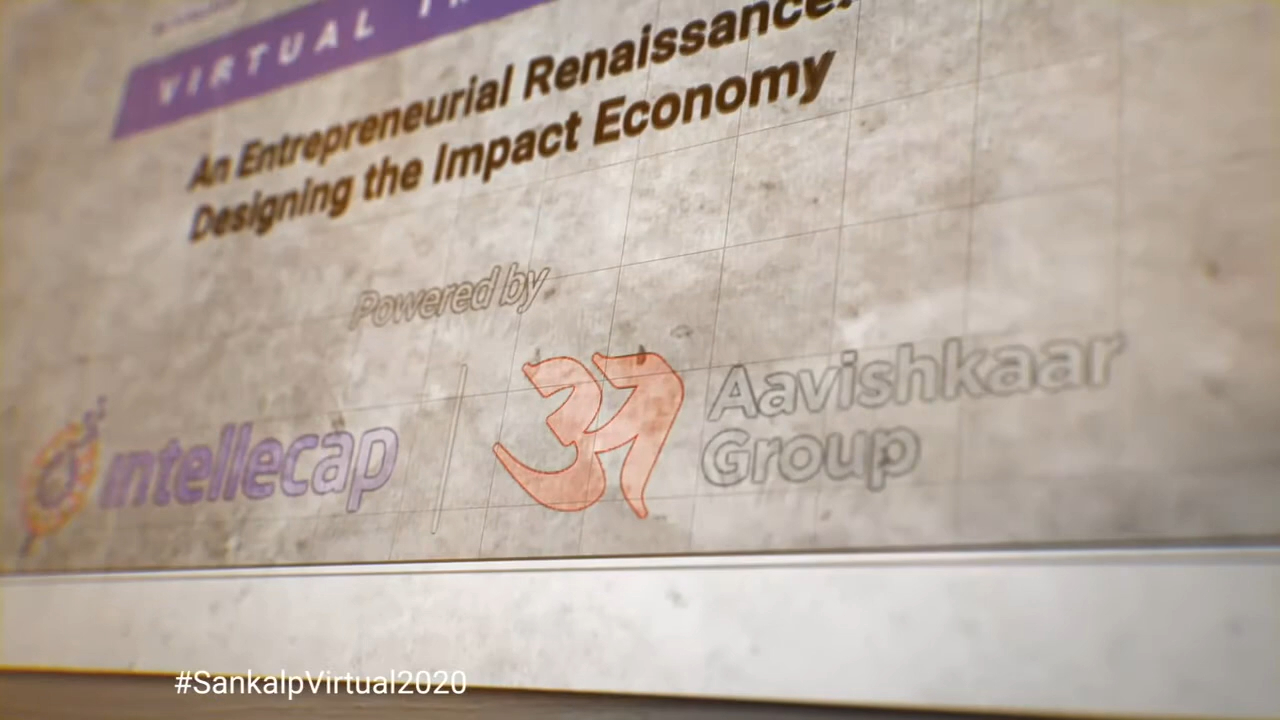 VIRTUAL
An Entrepreneurial Renaissance:
Designing the Impact Economy
Powered by
intellecap
अ
Aavishkaar
Group
#SankalpVirtual2020